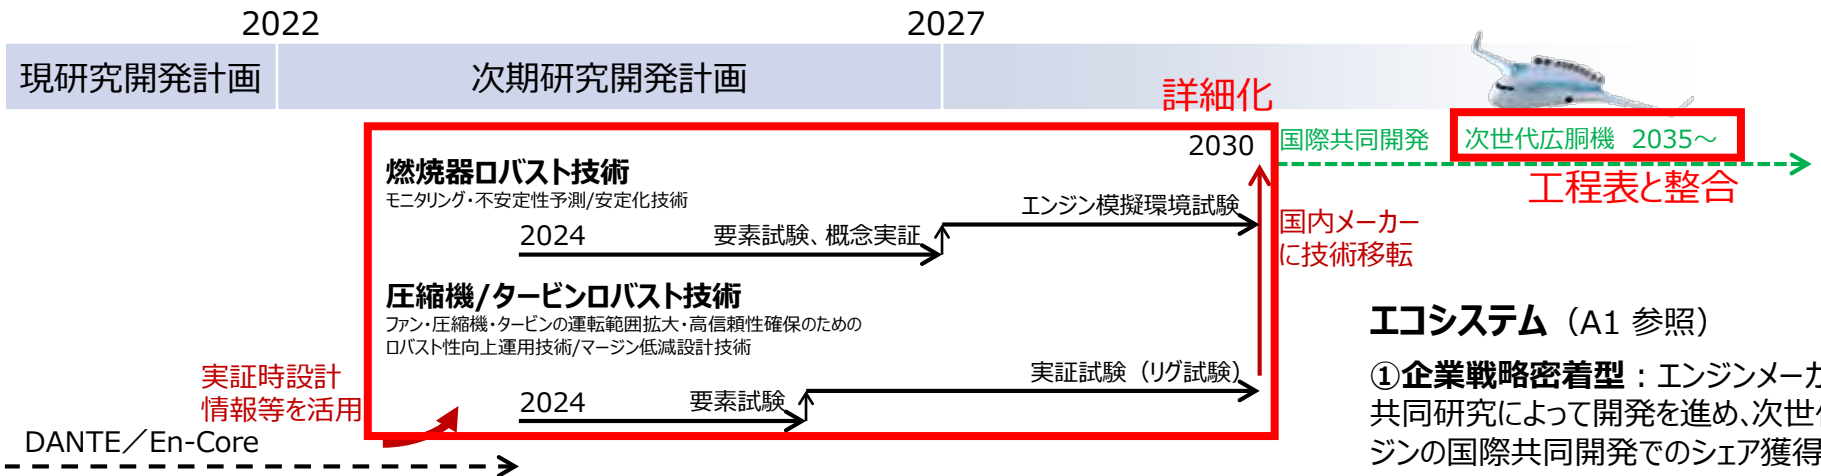 2022
2027
現研究開発計画
次期研究開発計画
詳細化
2030
国際共同開発
次世代広胴機 2035～
工程表と整合
燃焼器ロバスト技術
モニタリング・不安定性予測/安定化技術
エンジン模擬環境試験
2024
要素試験、概念実証
国内メーカー
に技術移転
圧縮機/タービンロバスト技術
ファン・圧縮機・タービンの運転範囲拡大・高信頼性確保のための
ロバスト性向上運用技術/マージン低減設計技術
実証試験（リグ試験）
2024
要素試験
実証時設計
情報等を活用
DANTE／En-Core
エコシステム（A1 参照）
①企業戦略密着型：エンジンメーカ
共同研究によって開発を進め、次世
ジンの国際共同開発でのシェア獲得